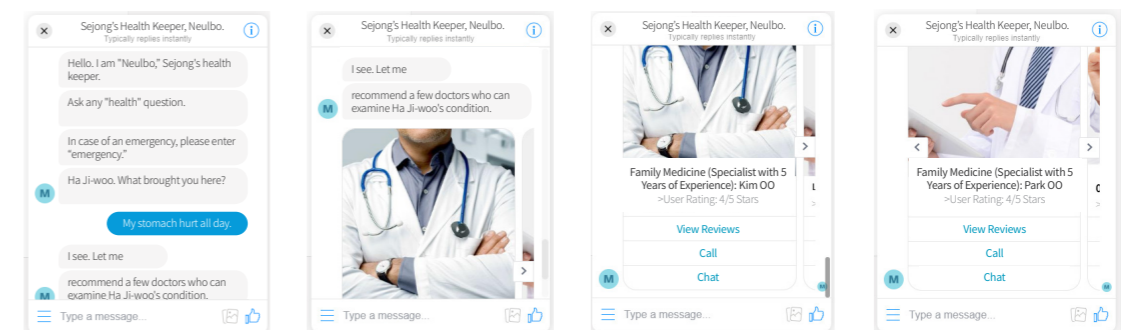 Sejong's Health Keeper, Neulbo.
Typically replies instantly
Hello. I am "Neulbo," Sejong's health
keeper.
Ask any "health" question.
In case of an emergency, please enter
"emergency."
Ha Ji-woo. What brought you here?
M
My stomach hurt all day.
I see. Let me
recommend a few doctors who can
examine Ha Ji-woo's condition.
M
Type a message...
Sejong's Health Keeper, Neulbo.
Typically replies instantly
I see. Let me
recommend a few doctors who can
examine Ha Ji-woo's condition.
M
Type a message...
Sejong's Health Keeper, Neulbo.
Typically replies instantly
Family Medicine (Specialist with 5
Years of Experience): Kim OO
>User Rating: 4/5 Stars
View Reviews
Call
Chat
M
M
Type a message...
Sejong's Health Keeper, Neulbo.
Typically replies instantly
Family Medicine (Specialist with 5
Years of Experience): Park OO
>User Rating: 4/5 Stars
View Reviews
Call
Chat
M
Type a message...